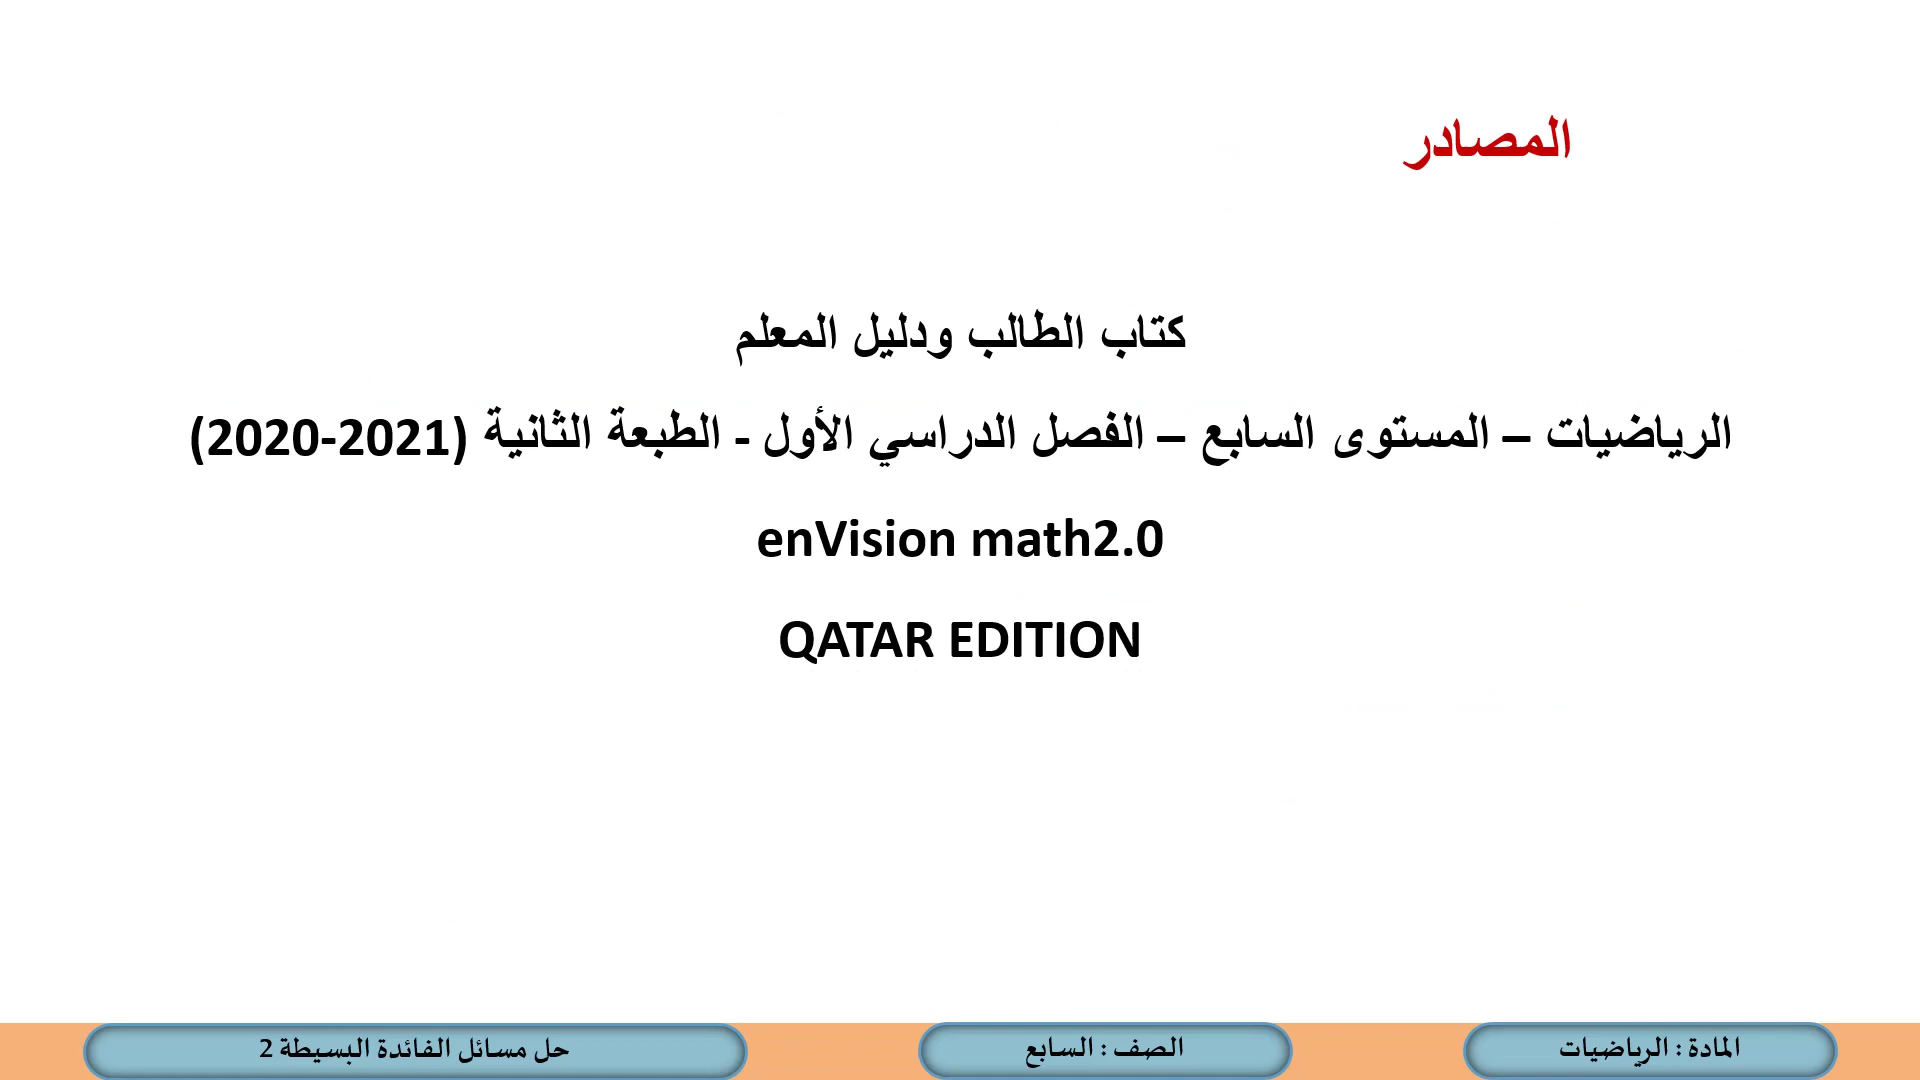 المصادر
كتاب الطالب ودليل المعلم
الرياضيات – المستوى السابع – الفصل الدراسي الأول - الطبعة الثانية (2020-2021)
enVision math2.0
QATAR EDITION
المادة : الرياضيات
الصف : السابع
حل مسائل الفائدة البسيطة 2